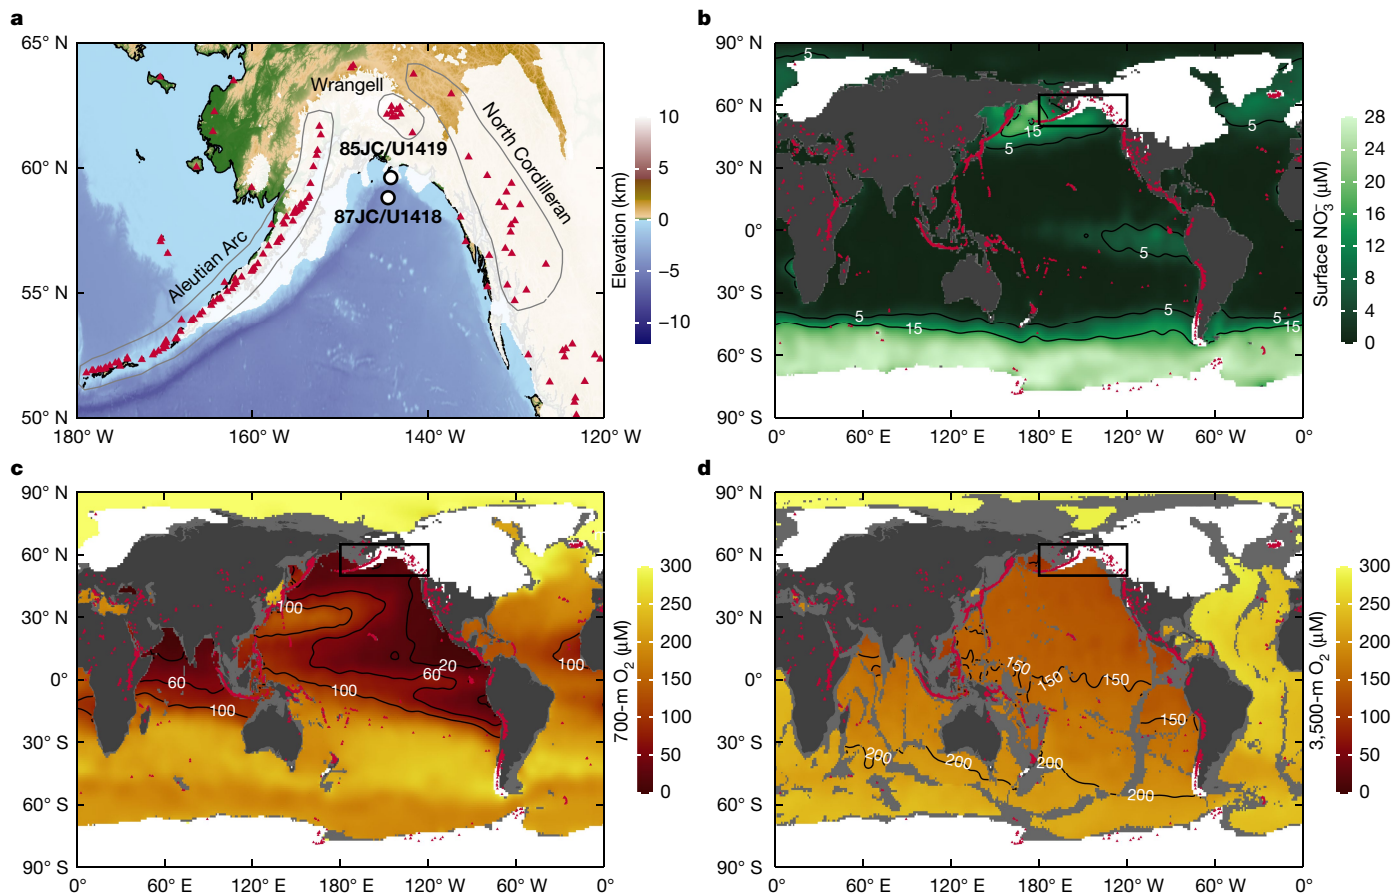 a
65° N
60° N
55° N
50° N
180° W
160° W
140° W
120° W
Wrangell
North Cordilleran
85JC/U1419
87JC/U1418
Aleutian Arc
10
5
0
−5
−10
Elevation (km)
b
90° N
60° N
30° N
0°
30° S
60° S
90° S
0°
60° E
120° E
180° W
120° W
60° W
0°
5
15
5
5
5
5
15
5
5
15
28
24
20
16
12
8
4
0
Surface NO₃⁻ (μM)
c
90° N
60° N
30° N
0°
30° S
60° S
90° S
0°
60° E
120° E
180° W
120° W
60° W
0°
100
20
60
100
60
100
100
300
250
200
150
100
50
0
700-m O₂ (μM)
d
90° N
60° N
30° N
0°
30° S
60° S
90° S
0°
60° E
120° E
180° W
120° W
60° W
0°
150
150
150
150
200
200
200
200
300
250
200
150
100
50
0
3,500-m O₂ (μM)